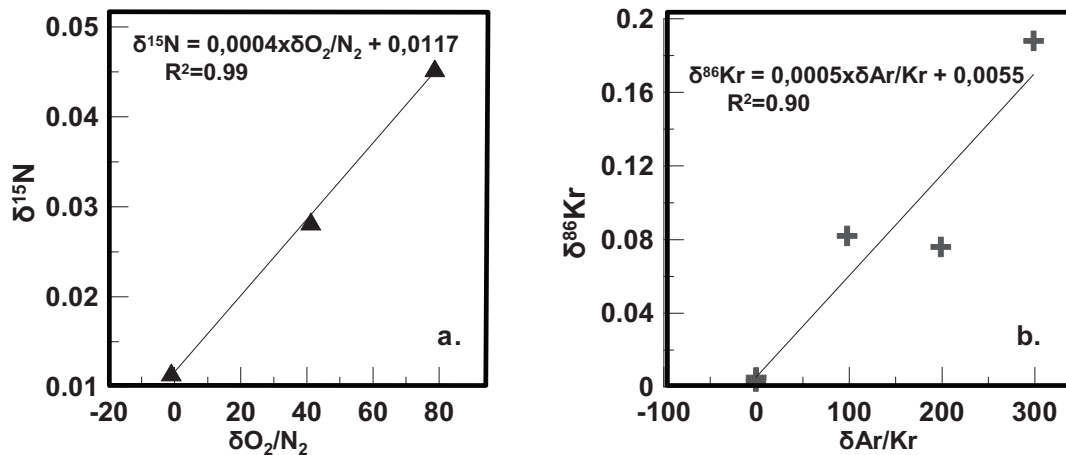 0.05
δ¹⁵N = 0,0004xδO₂/N₂ + 0,0117
R²=0.99
0.04
δ¹⁵N
0.03
0.02
a.
0.01
-20 0 20 40 60 80
δO₂/N₂
0.2
δ⁸⁶Kr = 0,0005xδAr/Kr + 0,0055
0.16
R²=0.90
0.12
δ⁸⁶Kr
0.08
0.04
b.
0
-100 0 100 200 300
δAr/Kr